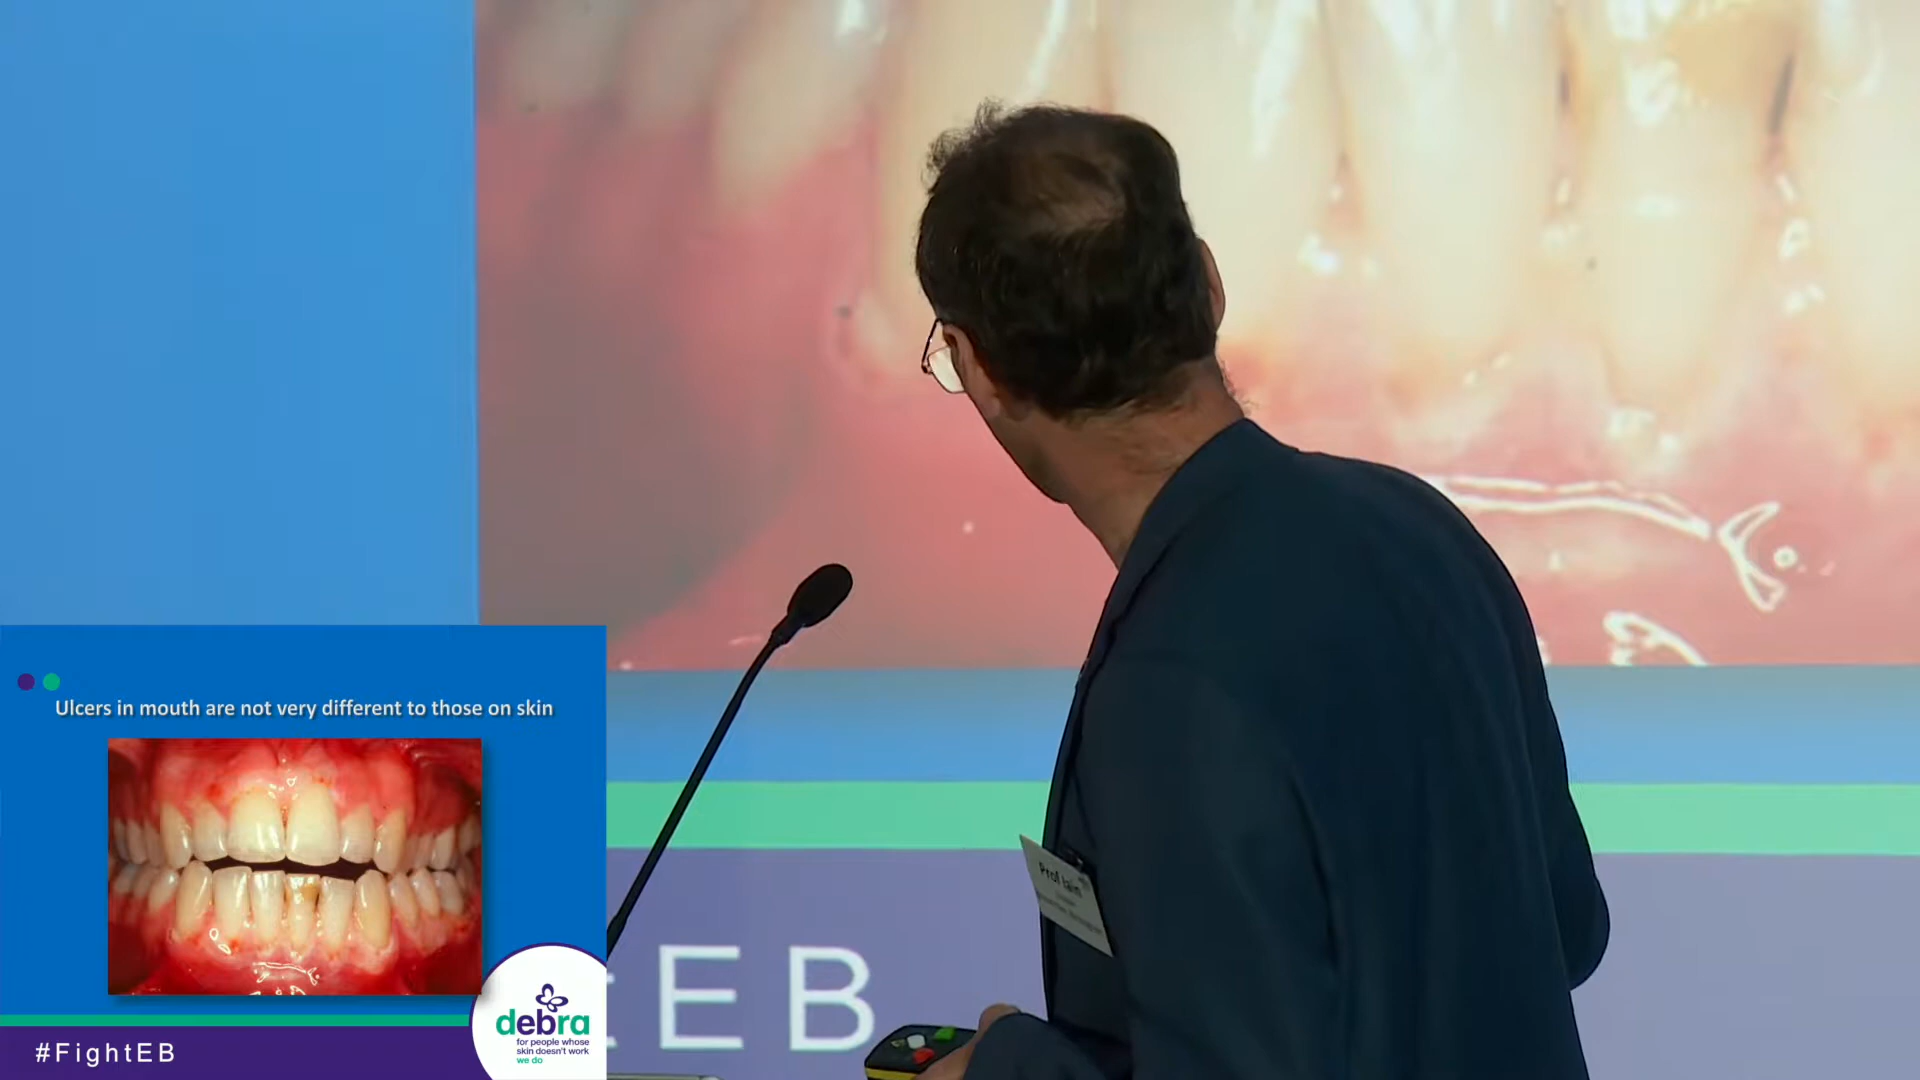 Ulcers in mouth are not very different to those on skin
debra
for people whose
skin doesn't work
we do
#FightEB
EB
Prof Iain